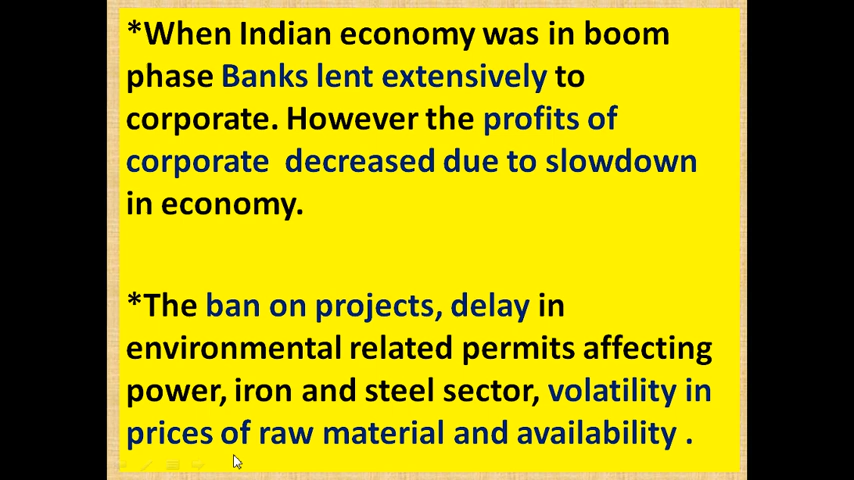 *When Indian economy was in boom
phase Banks lent extensively to
corporate. However the profits of
corporate  decreased due to slowdown
in economy.
*The ban on projects, delay in
environmental related permits affecting
power, iron and steel sector, volatility in
prices of raw material and availability .